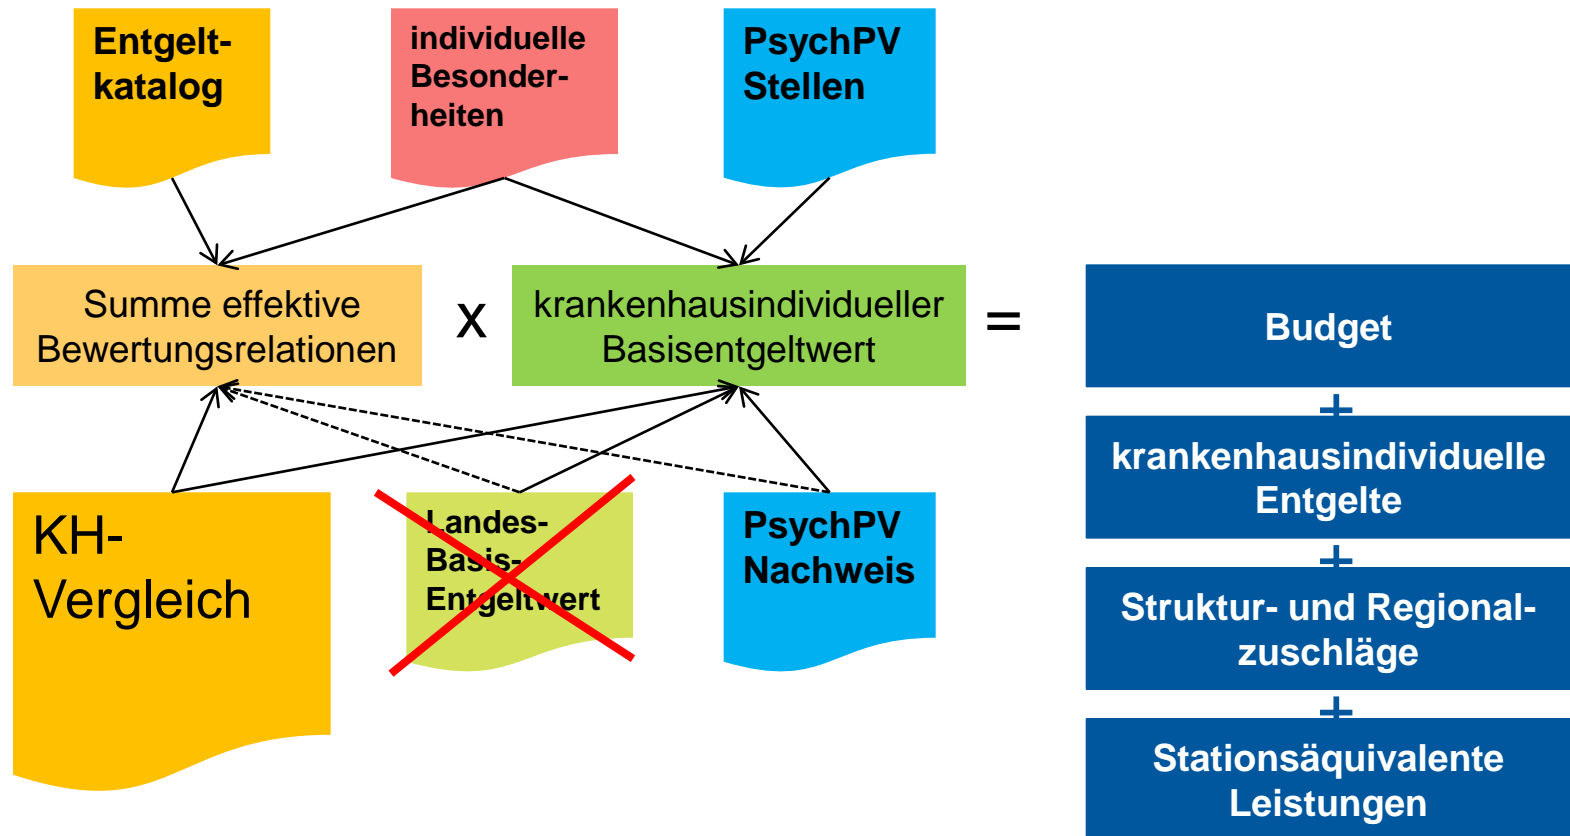 Entgelt-
katalog
individuelle
Besonder-
heiten
PsychPV
Stellen
Summe effektive
Bewertungsrelationen
x
krankenhausindividueller
Basisentgeltwert
=
Budget
+
krankenhausindividuelle
Entgelte
+
Struktur- und Regional-
zuschläge
+
Stationsäquivalente
Leistungen
KH-
Vergleich
Landes-
Basis-
Entgeltwert
PsychPV
Nachweis